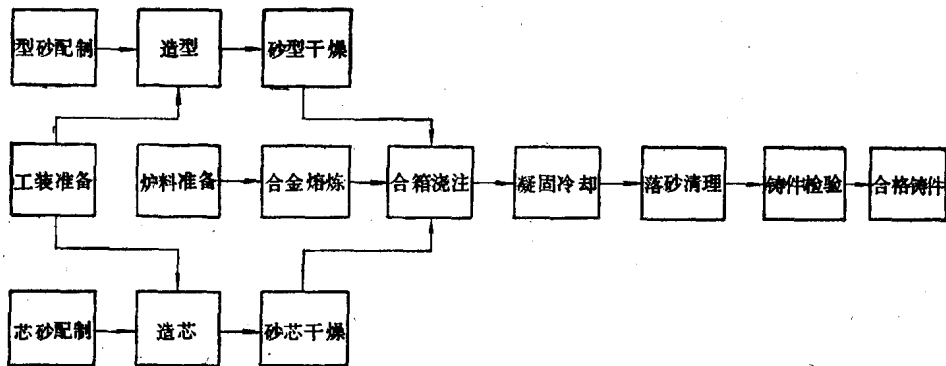 型砂配制
造型
砂型干燥
工装准备
炉料准备
合金熔炼
合箱浇注
凝固冷却
落砂清理
铸件检验
合格铸件
芯砂配制
造芯
砂芯干燥